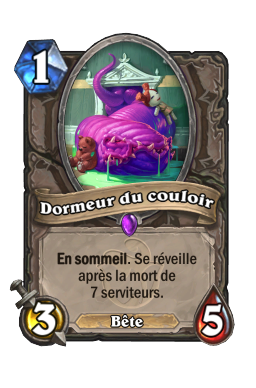 1
Dormeur du couloir
En sommeil. Se réveille
après la mort de
7 serviteurs.
3
Bête
5